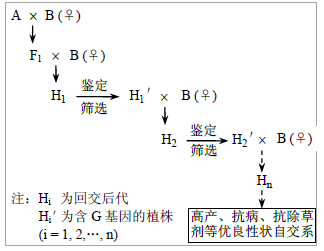 A × B(♀)
F₁ × B(♀)
H₁ 鉴定 筛选 H₁′ × B(♀)
H₂ 鉴定 筛选 H₂′ × B(♀)
Hn
注：Hi 为回交后代
Hi′为含 G 基因的植株
(i = 1, 2,···, n)
高产、抗病、抗除草
剂等优良性状自交系